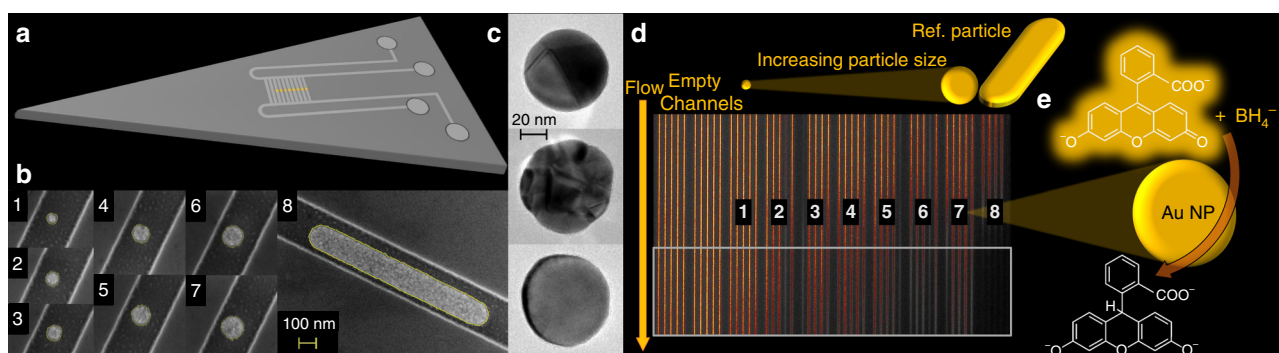 a
b
1
2
3
4
5
6
7
8
100 nm
c
20 nm
d
Ref. particle
Increasing particle size
Flow
Empty
Channels
1 2 3 4 5 6 7 8
e
COO⁻
⁻O
O
O
+ BH₄⁻
Au NP
COO⁻
H
⁻O
O
O⁻